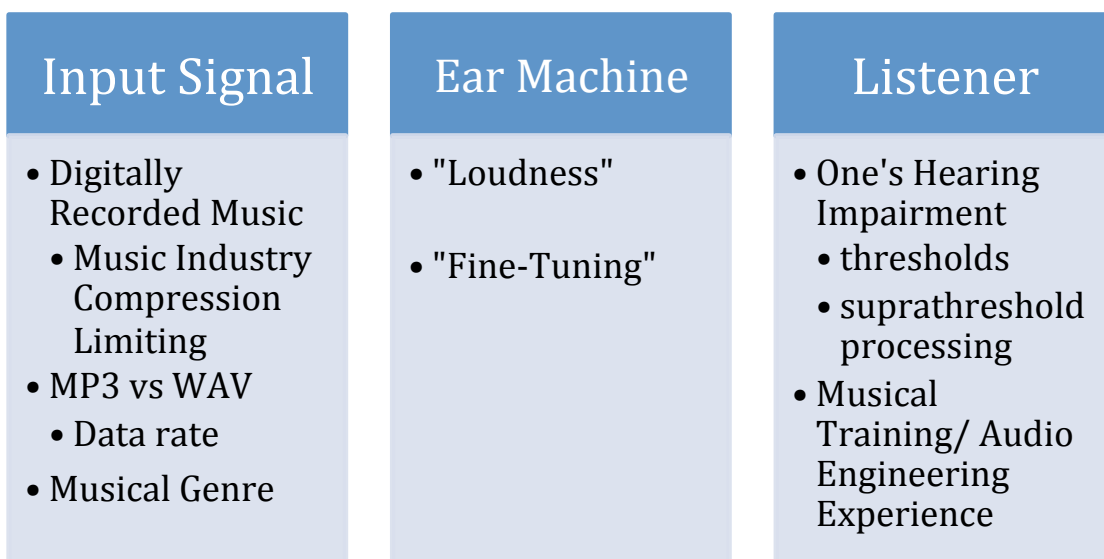 Input Signal
• Digitally
Recorded Music
• Music Industry
Compression
Limiting
• MP3 vs WAV
• Data rate
• Musical Genre
Ear Machine
• "Loudness"
• "Fine-Tuning"
Listener
• One's Hearing
Impairment
• thresholds
• suprathreshold
processing
• Musical
Training/ Audio
Engineering
Experience